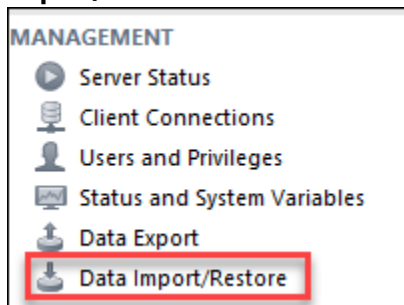 MANAGEMENT
Server Status
Client Connections
Users and Privileges
Status and System Variables
Data Export
Data Import/Restore